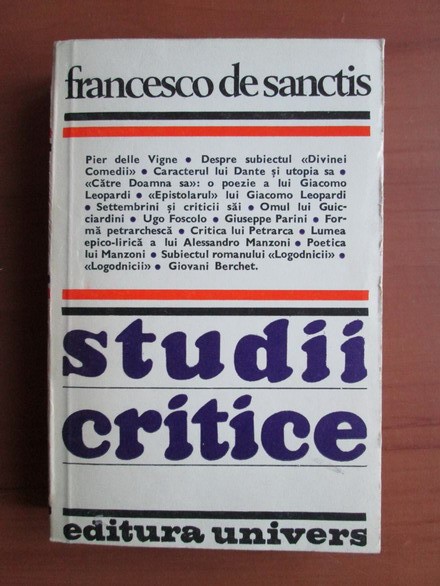 francesco de sanctis
Pier delle Vigne • Despre subiectul «Divinei
Comedii» • Caracterul lui Dante și utopia sa •
«Către Doamna sa»: o poezie a lui Giacomo
Leopardi • «Epistolarul» lui Giacomo Leopardi
• Settembrini și criticii săi • Omul lui Guic-
ciardini • Ugo Foscolo • Giuseppe Parini • For-
mă petrarchescă • Critica lui Petrarca • Lumea
epico-lirică a lui Alessandro Manzoni • Poetica
lui Manzoni • Subiectul romanului «Logodnicii» •
«Logodnicii» • Giovani Berchet.
studii
critice
editura univers